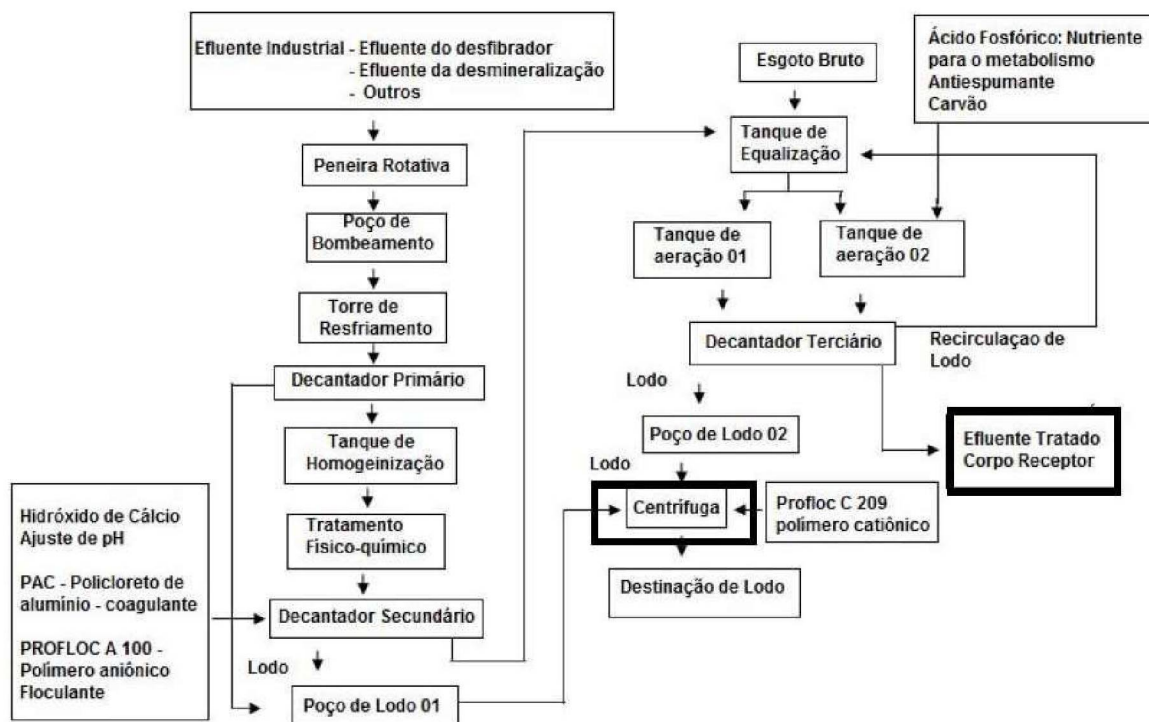 Efluente Industrial - Efluente do desfibrador
- Efluente da desmineralização
- Outros
Peneira Rotativa
Poço de
Bombeamento
Torre de
Resfriamento
Decantador Primário
Tanque de
Homogeinização
Tratamento
Físico-químico
Decantador Secundário
Lodo
Poço de Lodo 01
Hidróxido de Cálcio
Ajuste de pH
PAC - Policloreto de
alumínio - coagulante
PROFLOC A 100 -
Polímero aniônico
Floculante
Esgoto Bruto
Tanque de
Equalização
Ácido Fosfórico: Nutriente
para o metabolismo
Antiespumante
Carvão
Tanque de
aeração 01
Tanque de
aeração 02
Decantador Terciário
Recirculaçao de
Lodo
Lodo
Poço de Lodo 02
Lodo
Centrífuga
Profloc C 209
polímero catiônico
Destinação de Lodo
Efluente Tratado
Corpo Receptor